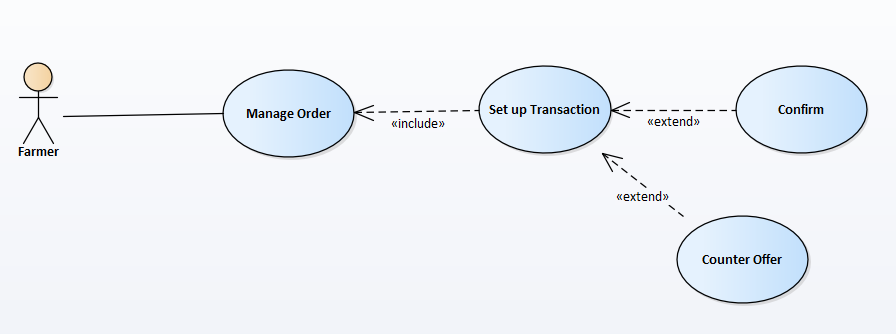 Farmer
Manage Order
«include»
Set up Transaction
«extend»
Confirm
«extend»
Counter Offer